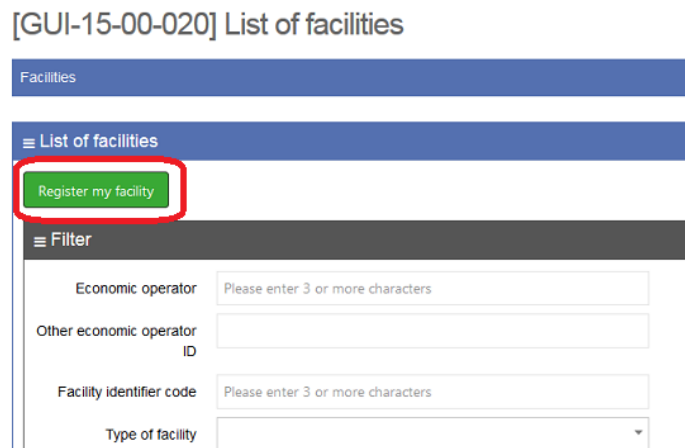 [GUI-15-00-020] List of facilities
Facilities
List of facilities
Register my facility
Filter
Economic operator
Please enter 3 or more characters
Other economic operator
ID
Facility identifier code
Please enter 3 or more characters
Type of facility